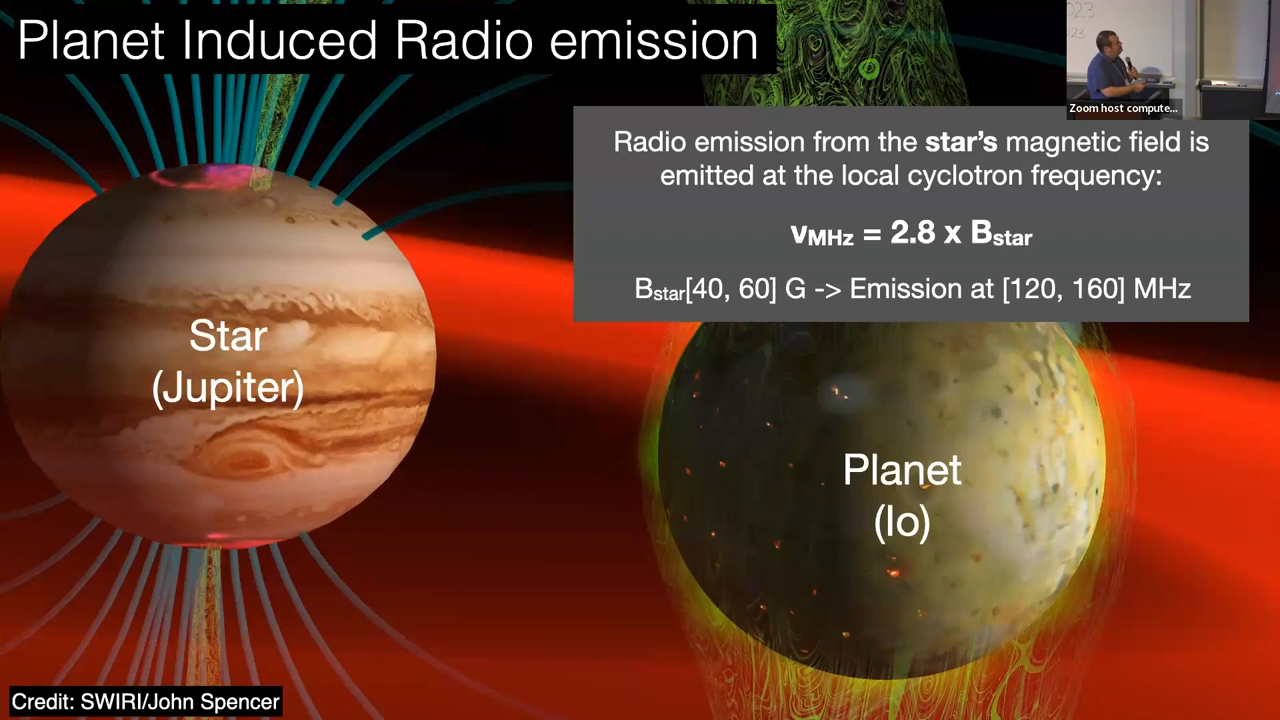 Planet Induced Radio emission
Zoom host compute...
Radio emission from the star's magnetic field is
emitted at the local cyclotron frequency:
νMHz = 2.8 x Bstar
Bstar[40, 60] G -> Emission at [120, 160] MHz
Star
(Jupiter)
Planet
(Io)
Credit: SWIRI/John Spencer